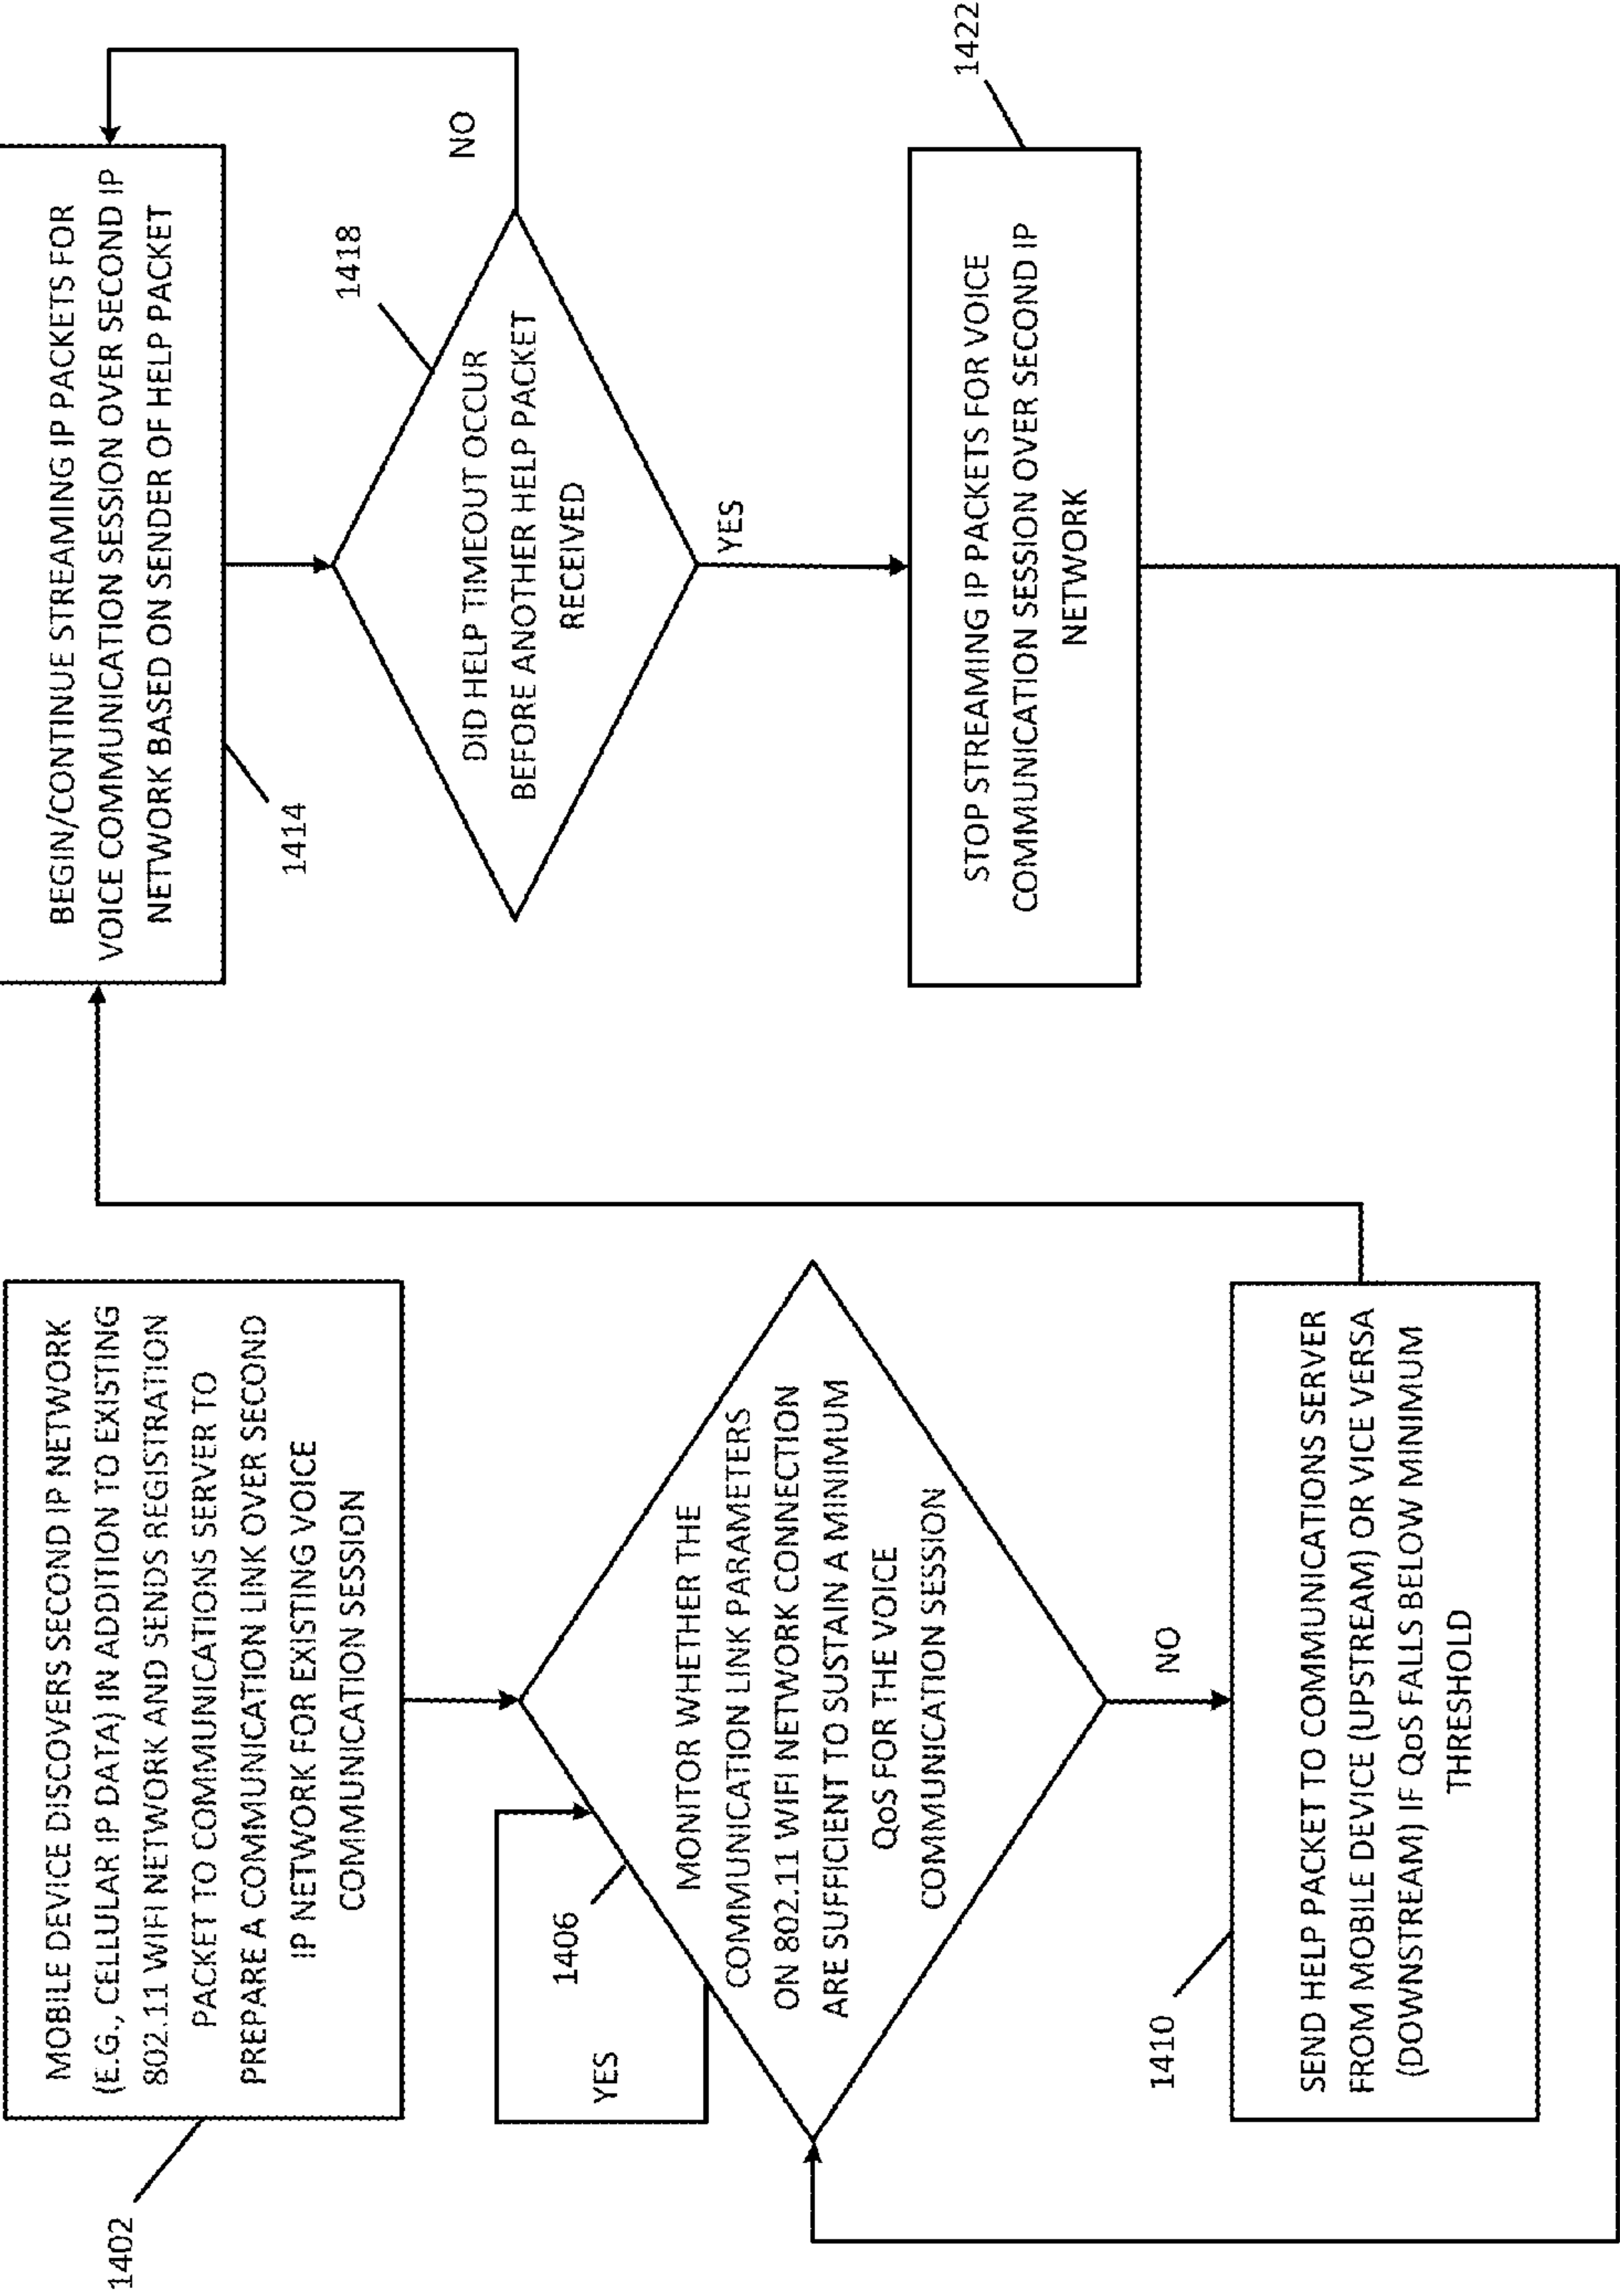 1402
MOBILE DEVICE DISCOVERS SECOND IP NETWORK
(E.G., CELLULAR IP DATA) IN ADDITION TO EXISTING
802.11 WIFI NETWORK AND SENDS REGISTRATION
PACKET TO COMMUNICATIONS SERVER TO
PREPARE A COMMUNICATION LINK OVER SECOND
IP NETWORK FOR EXISTING VOICE
COMMUNICATION SESSION
YES
1406
MONITOR WHETHER THE
COMMUNICATION LINK PARAMETERS
ON 802.11 WIFI NETWORK CONNECTION
ARE SUFFICIENT TO SUSTAIN A MINIMUM
QoS FOR THE VOICE
COMMUNICATION SESSION
NO
1410
SEND HELP PACKET TO COMMUNICATIONS SERVER
FROM MOBILE DEVICE (UPSTREAM) OR VICE VERSA
(DOWNSTREAM) IF QoS FALLS BELOW MINIMUM
THRESHOLD
BEGIN/CONTINUE STREAMING IP PACKETS FOR
VOICE COMMUNICATION SESSION OVER SECOND IP
NETWORK BASED ON SENDER OF HELP PACKET
1414
1418
DID HELP TIMEOUT OCCUR
BEFORE ANOTHER HELP PACKET
RECEIVED
NO
YES
STOP STREAMING IP PACKETS FOR VOICE
COMMUNICATION SESSION OVER SECOND IP
NETWORK
1422